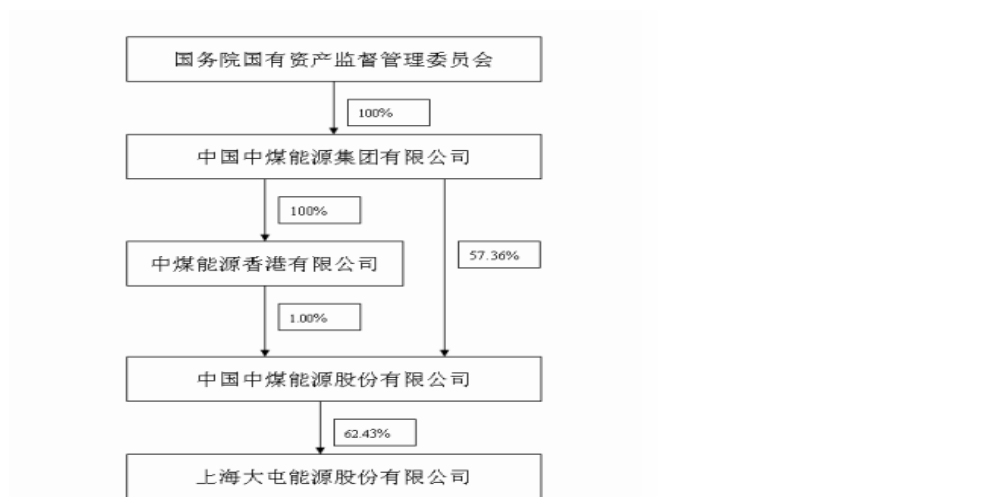 国务院国有资产监督管理委员会
100%
中国中煤能源集团有限公司
100%
57.36%
中煤能源香港有限公司
1.00%
中国中煤能源股份有限公司
62.43%
上海大屯能源股份有限公司